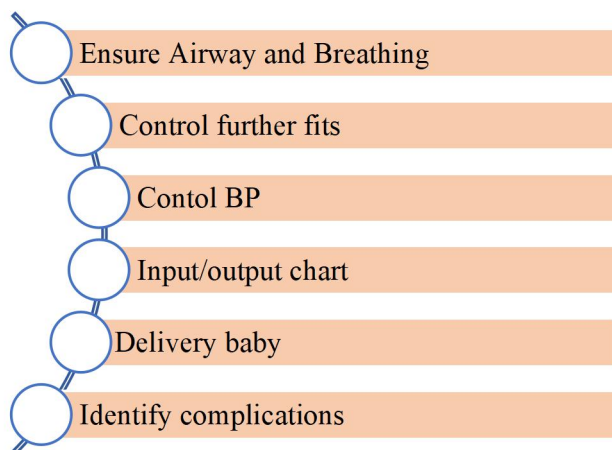 Ensure Airway and Breathing
Control further fits
Contol BP
Input/output chart
Delivery baby
Identify complications